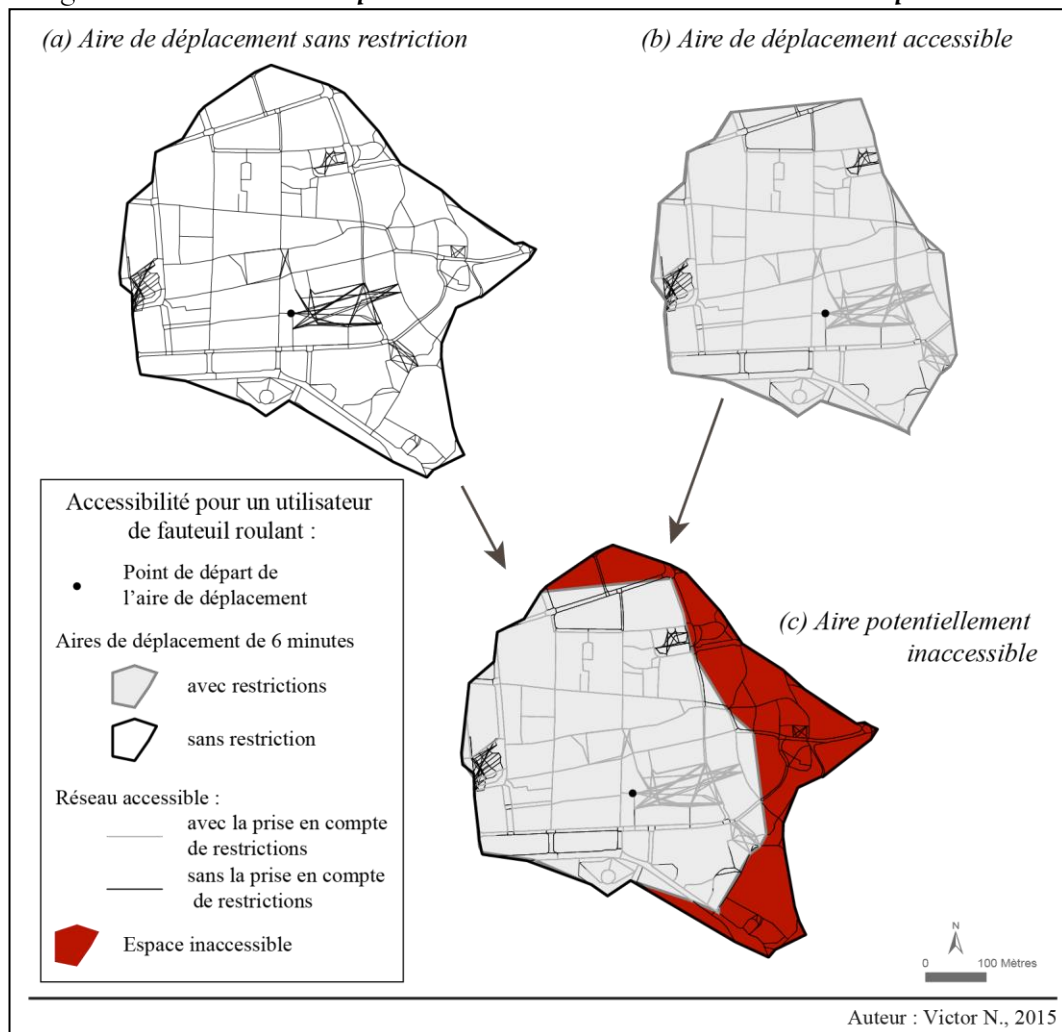 (a) Aire de déplacement sans restriction
(b) Aire de déplacement accessible
Accessibilité pour un utilisateur
de fauteuil roulant :
Point de départ de
l'aire de déplacement
Aires de déplacement de 6 minutes
avec restrictions
sans restriction
Réseau accessible :
avec la prise en compte
de restrictions
sans la prise en compte
de restrictions
Espace inaccessible
(c) Aire potentiellement
inaccessible
N
0 100 Mètres
Auteur : Victor N., 2015